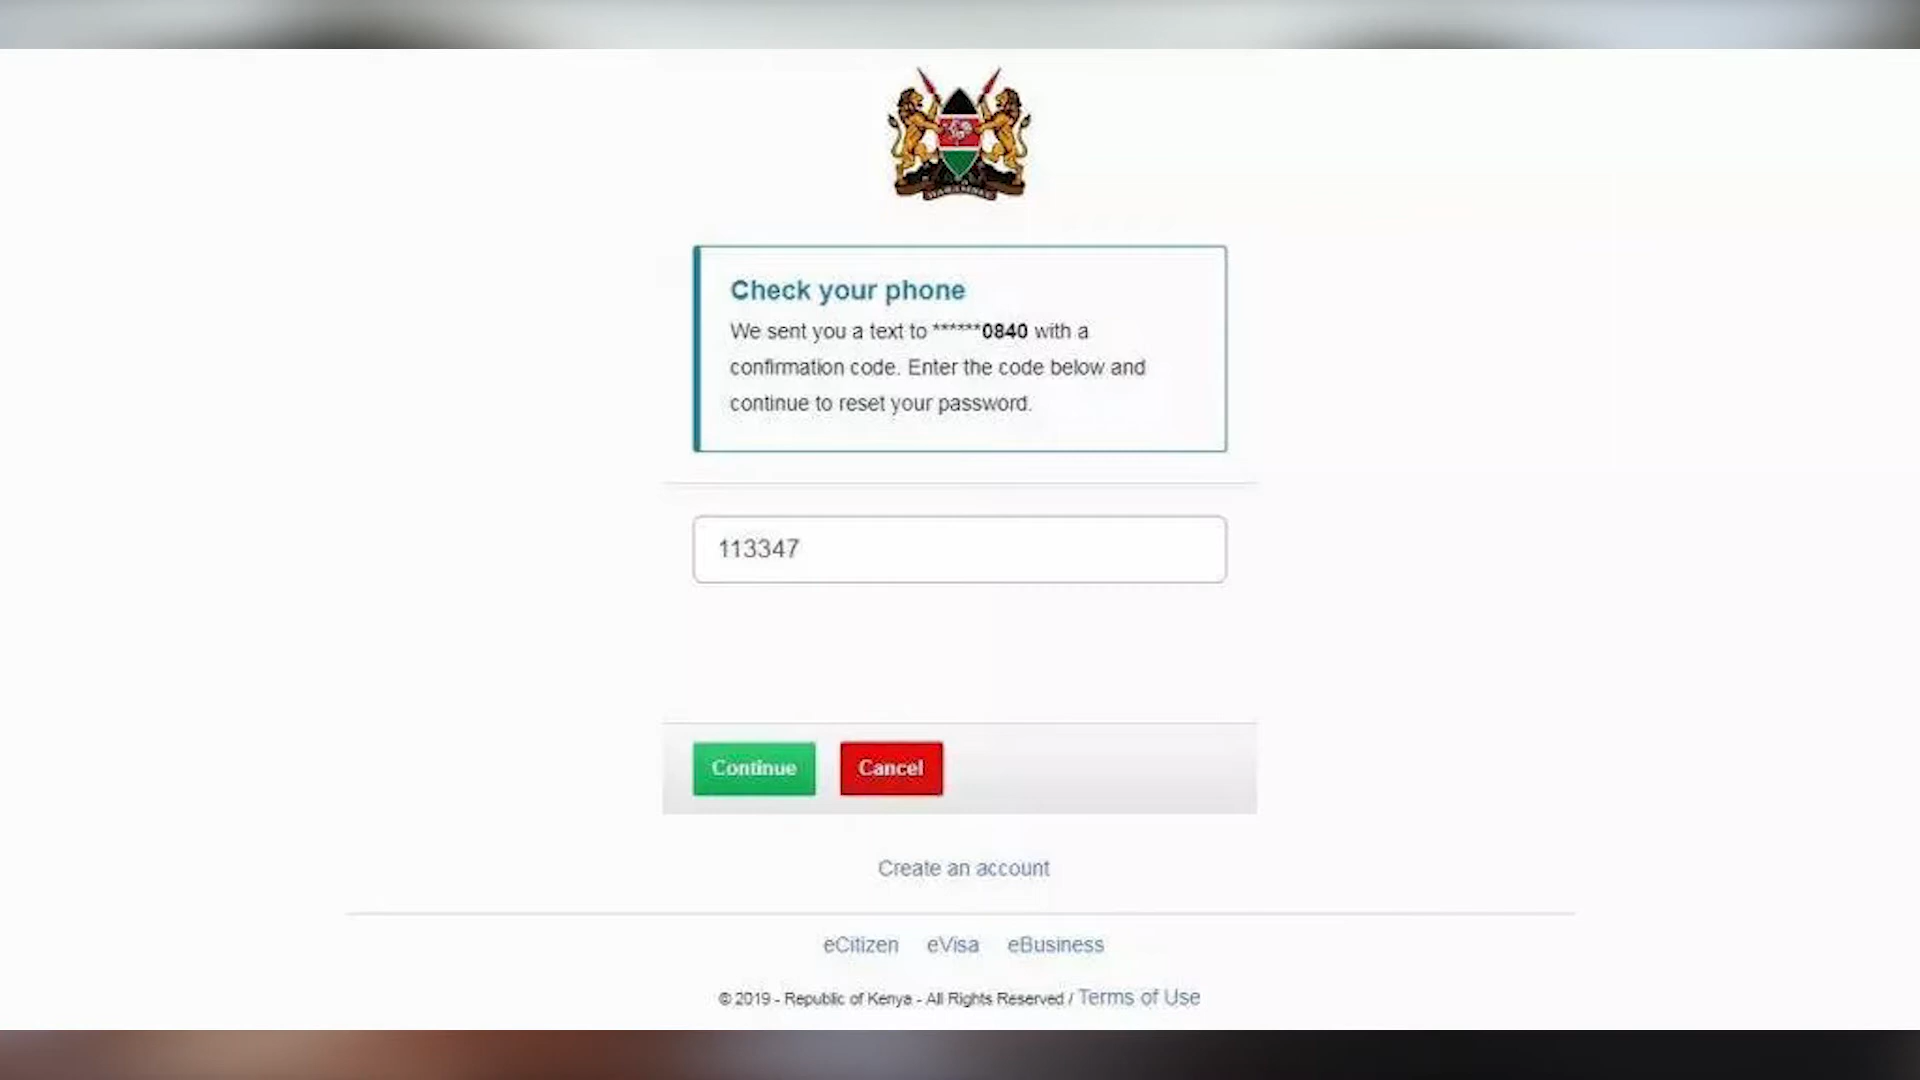 Check your phone
We sent you a text to ******0840 with a
confirmation code. Enter the code below and
continue to reset your password.
113347
Continue Cancel
Create an account
eCitizen eVisa eBusiness
© 2019 - Republic of Kenya - All Rights Reserved / Terms of Use